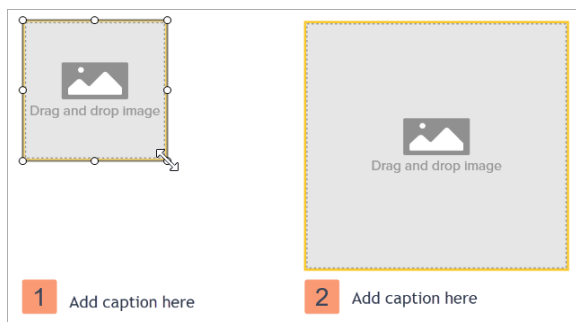 Drag and drop image
Drag and drop image
1 Add caption here
2 Add caption here